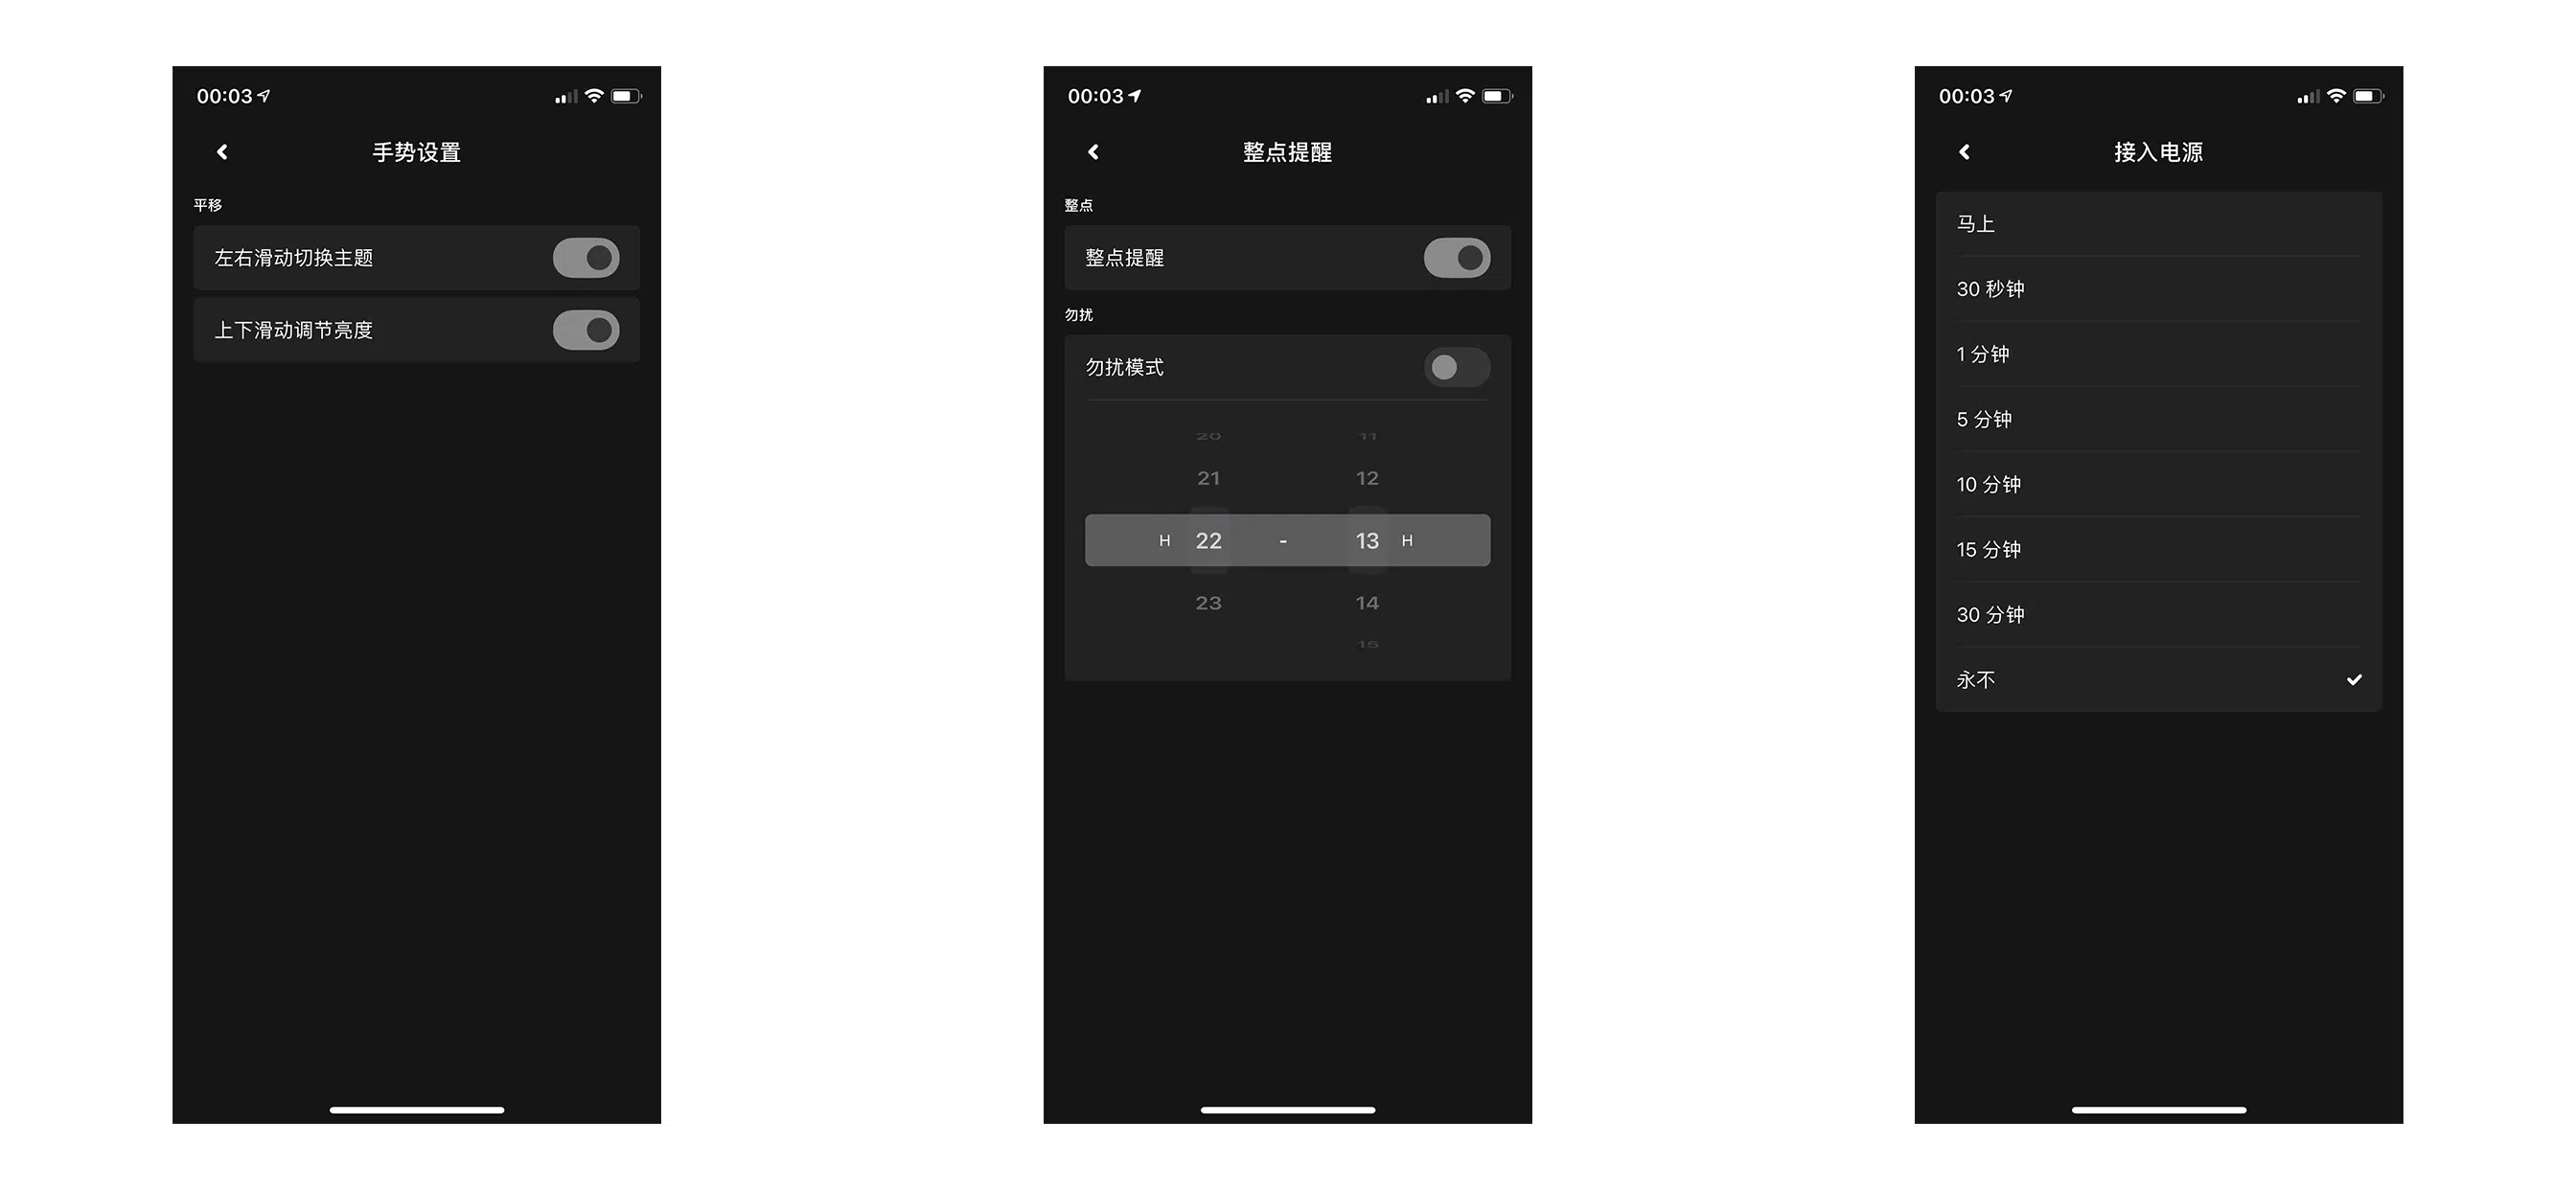 00:03
手势设置
平移
左右滑动切换主题
上下滑动调节亮度
00:03
整点提醒
整点
整点提醒
勿扰
勿扰模式
20 11
21 12
H 22 - 13 H
23 14
15
00:03
接入电源
马上
30 秒钟
1 分钟
5 分钟
10 分钟
15 分钟
30 分钟
永不